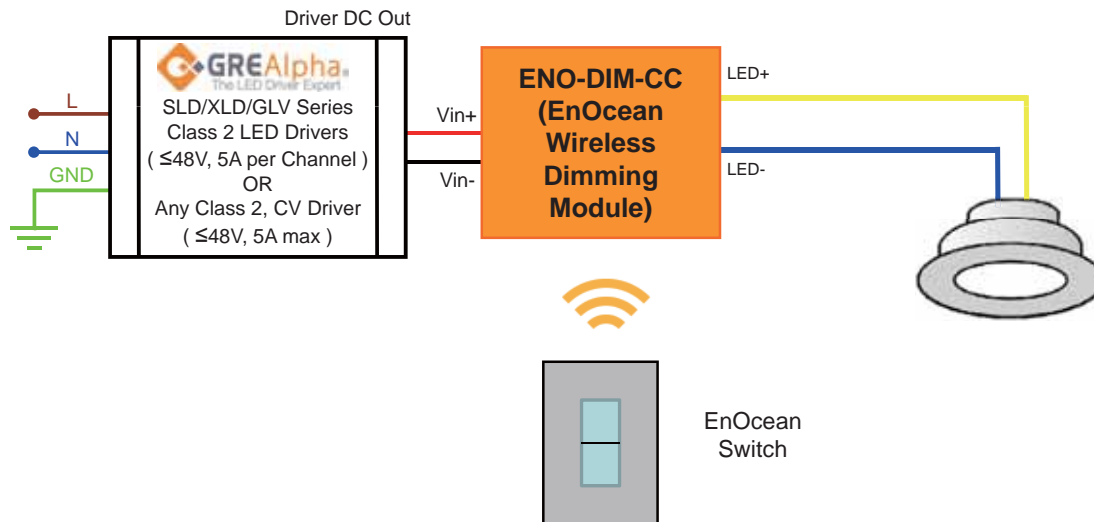 Driver DC Out
GREAlpha®
The LED Driver Expert
SLD/XLD/GLV Series
Class 2 LED Drivers
( ≤48V, 5A per Channel )
OR
Any Class 2, CV Driver
( ≤48V, 5A max )
L
N
GND
Vin+
Vin-
ENO-DIM-CC
(EnOcean
Wireless
Dimming
Module)
LED+
LED-
EnOcean
Switch